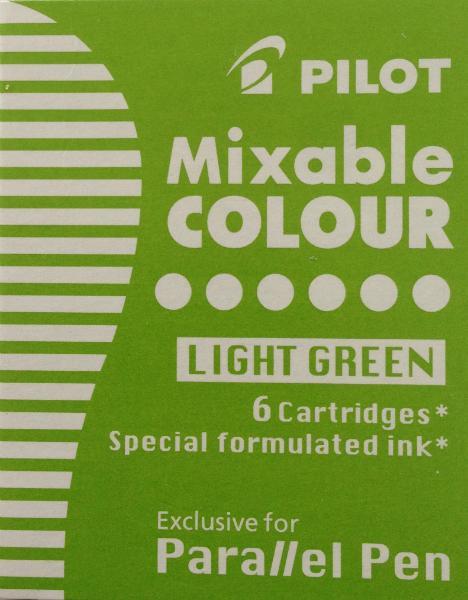 PILOT
Mixable
COLOUR
LIGHT GREEN
6 Cartridges*
Special formulated ink*
Exclusive for
Parallel Pen